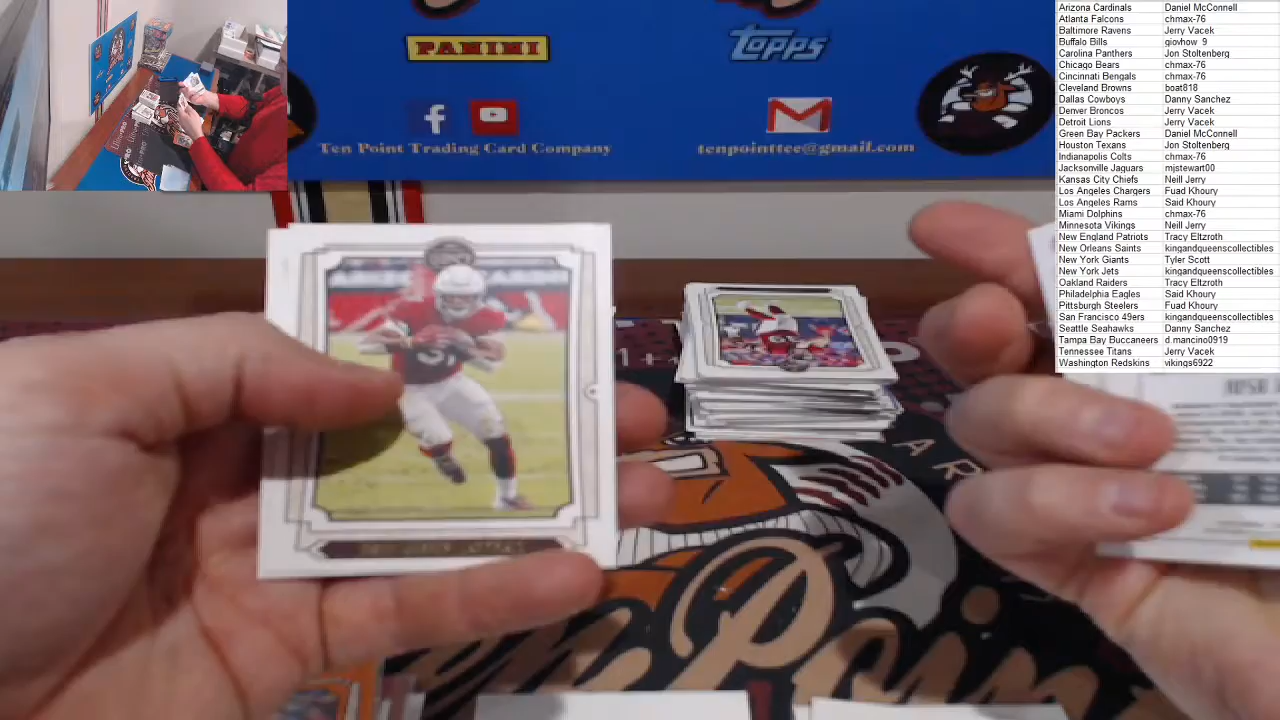 PANINI
Topps
Ten Point Trading Card Company
tenpointtcc@gmail.com
Arizona Cardinals Daniel McConnell
Atlanta Falcons chmax-76
Baltimore Ravens Jerry Vacek
Buffalo Bills giovhow_9
Carolina Panthers Jon Stoltenberg
Chicago Bears chmax-76
Cincinnati Bengals chmax-76
Cleveland Browns boat818
Dallas Cowboys Danny Sanchez
Denver Broncos Jerry Vacek
Detroit Lions Jerry Vacek
Green Bay Packers Daniel McConnell
Houston Texans Jon Stoltenberg
Indianapolis Colts chmax-76
Jacksonville Jaguars mjstewart00
Kansas City Chiefs Neill Jerry
Los Angeles Chargers Fuad Khoury
Los Angeles Rams Said Khoury
Miami Dolphins chmax-76
Minnesota Vikings Neill Jerry
New England Patriots Tracy Eltzroth
New Orleans Saints kingandqueenscollectibles
New York Giants Tyler Scott
New York Jets kingandqueenscollectibles
Oakland Raiders Tracy Eltzroth
Philadelphia Eagles Said Khoury
Pittsburgh Steelers Fuad Khoury
San Francisco 49ers kingandqueenscollectibles
Seattle Seahawks Danny Sanchez
Tampa Bay Buccaneers d.mancino0919
Tennessee Titans Jerry Vacek
Washington Redskins vikings6922